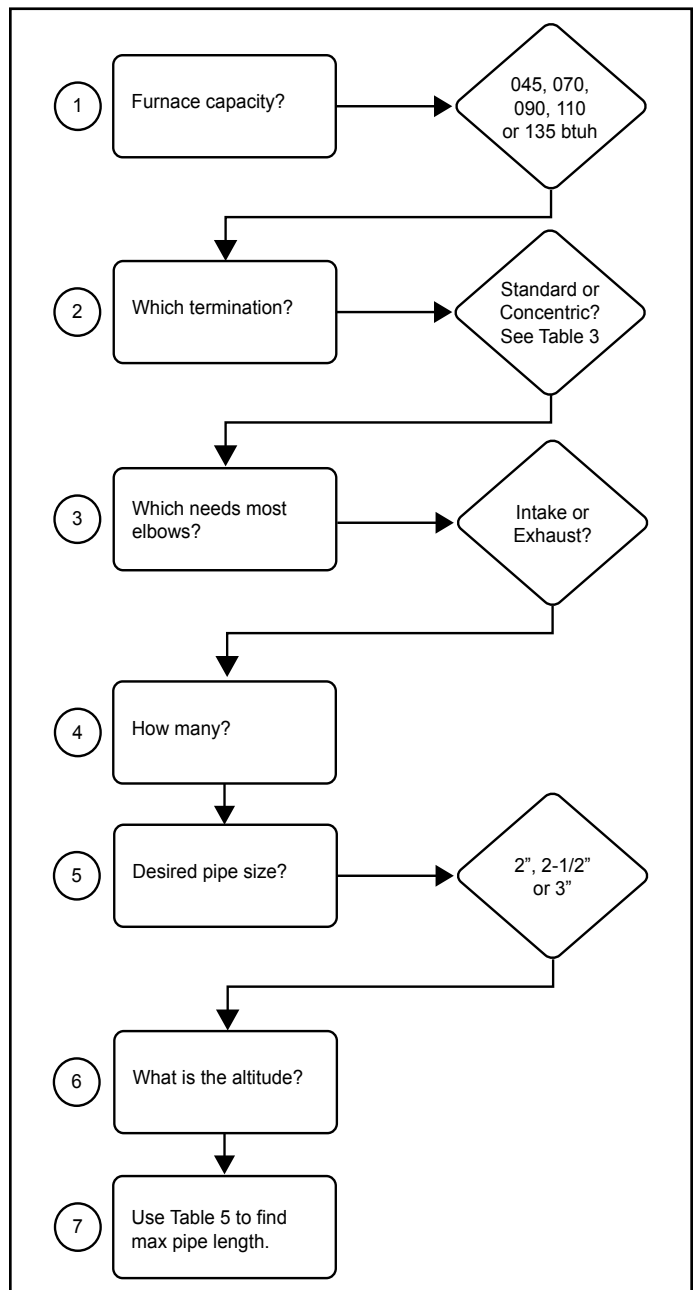 1
Furnace capacity?
045, 070,
090, 110
or 135 btuh
2
Which termination?
Standard or
Concentric?
See Table 3
3
Which needs most
elbows?
Intake or
Exhaust?
4
How many?
5
Desired pipe size?
2”, 2-1/2”
or 3”
6
What is the altitude?
7
Use Table 5 to find
max pipe length.